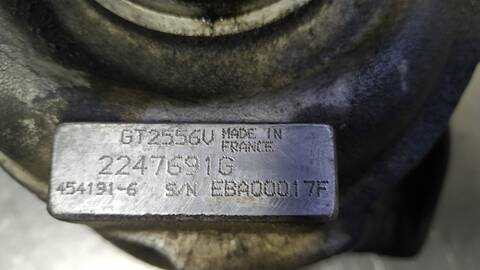 GT2556V MADE IN FRANCE
2247691G
454191-6 S/N EBA00017F